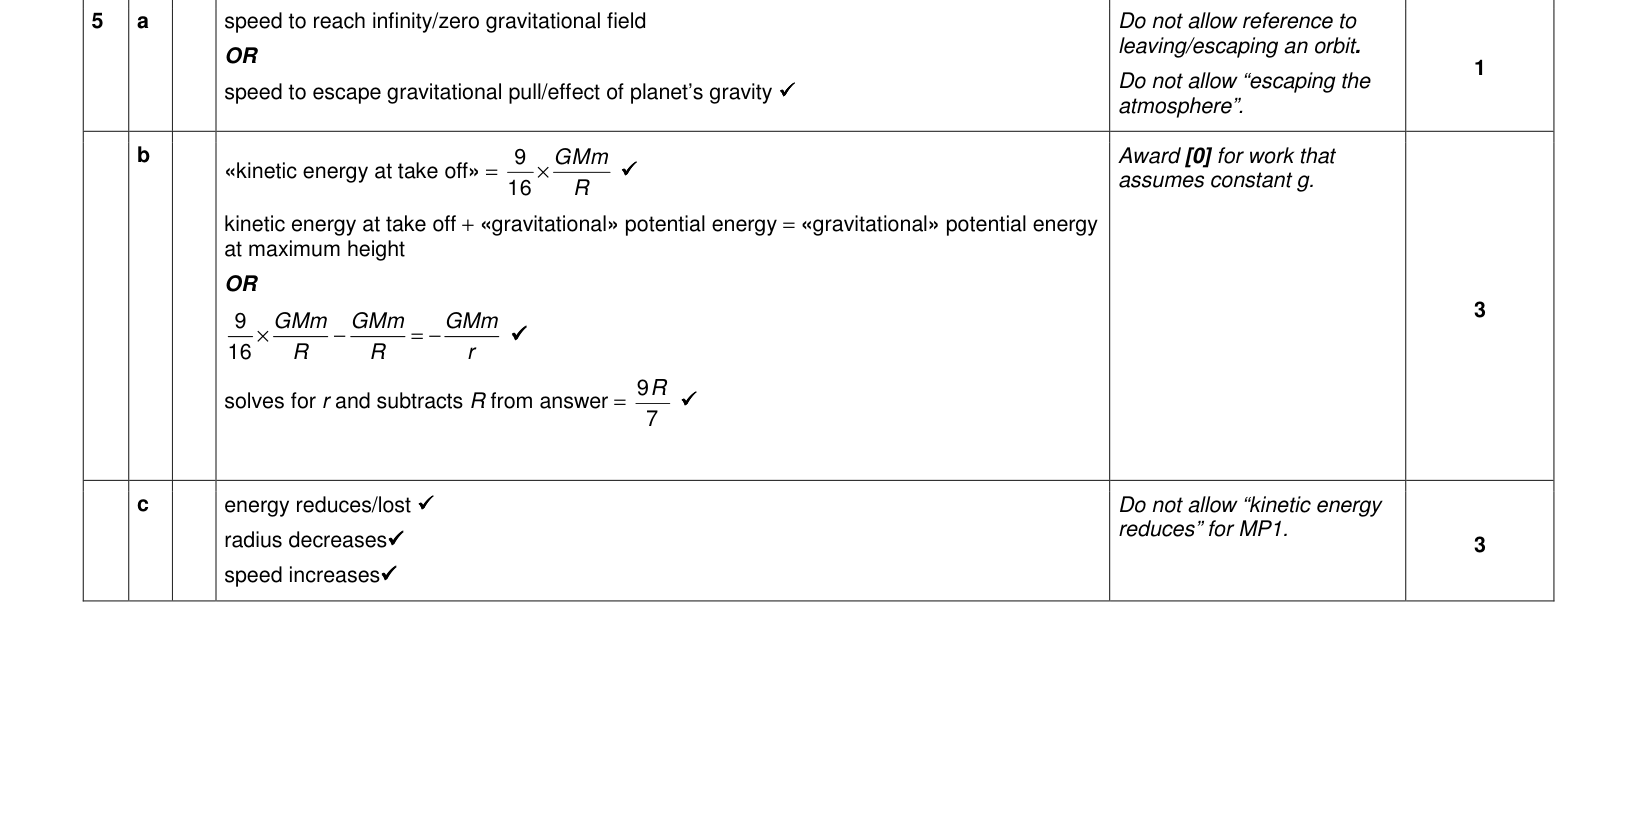 5 a speed to reach infinity/zero gravitational field
OR
speed to escape gravitational pull/effect of planet's gravity ✓
Do not allow reference to
leaving/escaping an orbit.
Do not allow “escaping the
atmosphere”.
1
b «kinetic energy at take off» = 9/16 × GMm/R ✓
kinetic energy at take off + «gravitational» potential energy = «gravitational» potential energy
at maximum height
OR
9/16 × GMm/R − GMm/R = − GMm/r ✓
solves for r and subtracts R from answer = 9R/7 ✓
Award [0] for work that
assumes constant g.
3
c energy reduces/lost ✓
radius decreases✓
speed increases✓
Do not allow “kinetic energy
reduces” for MP1.
3